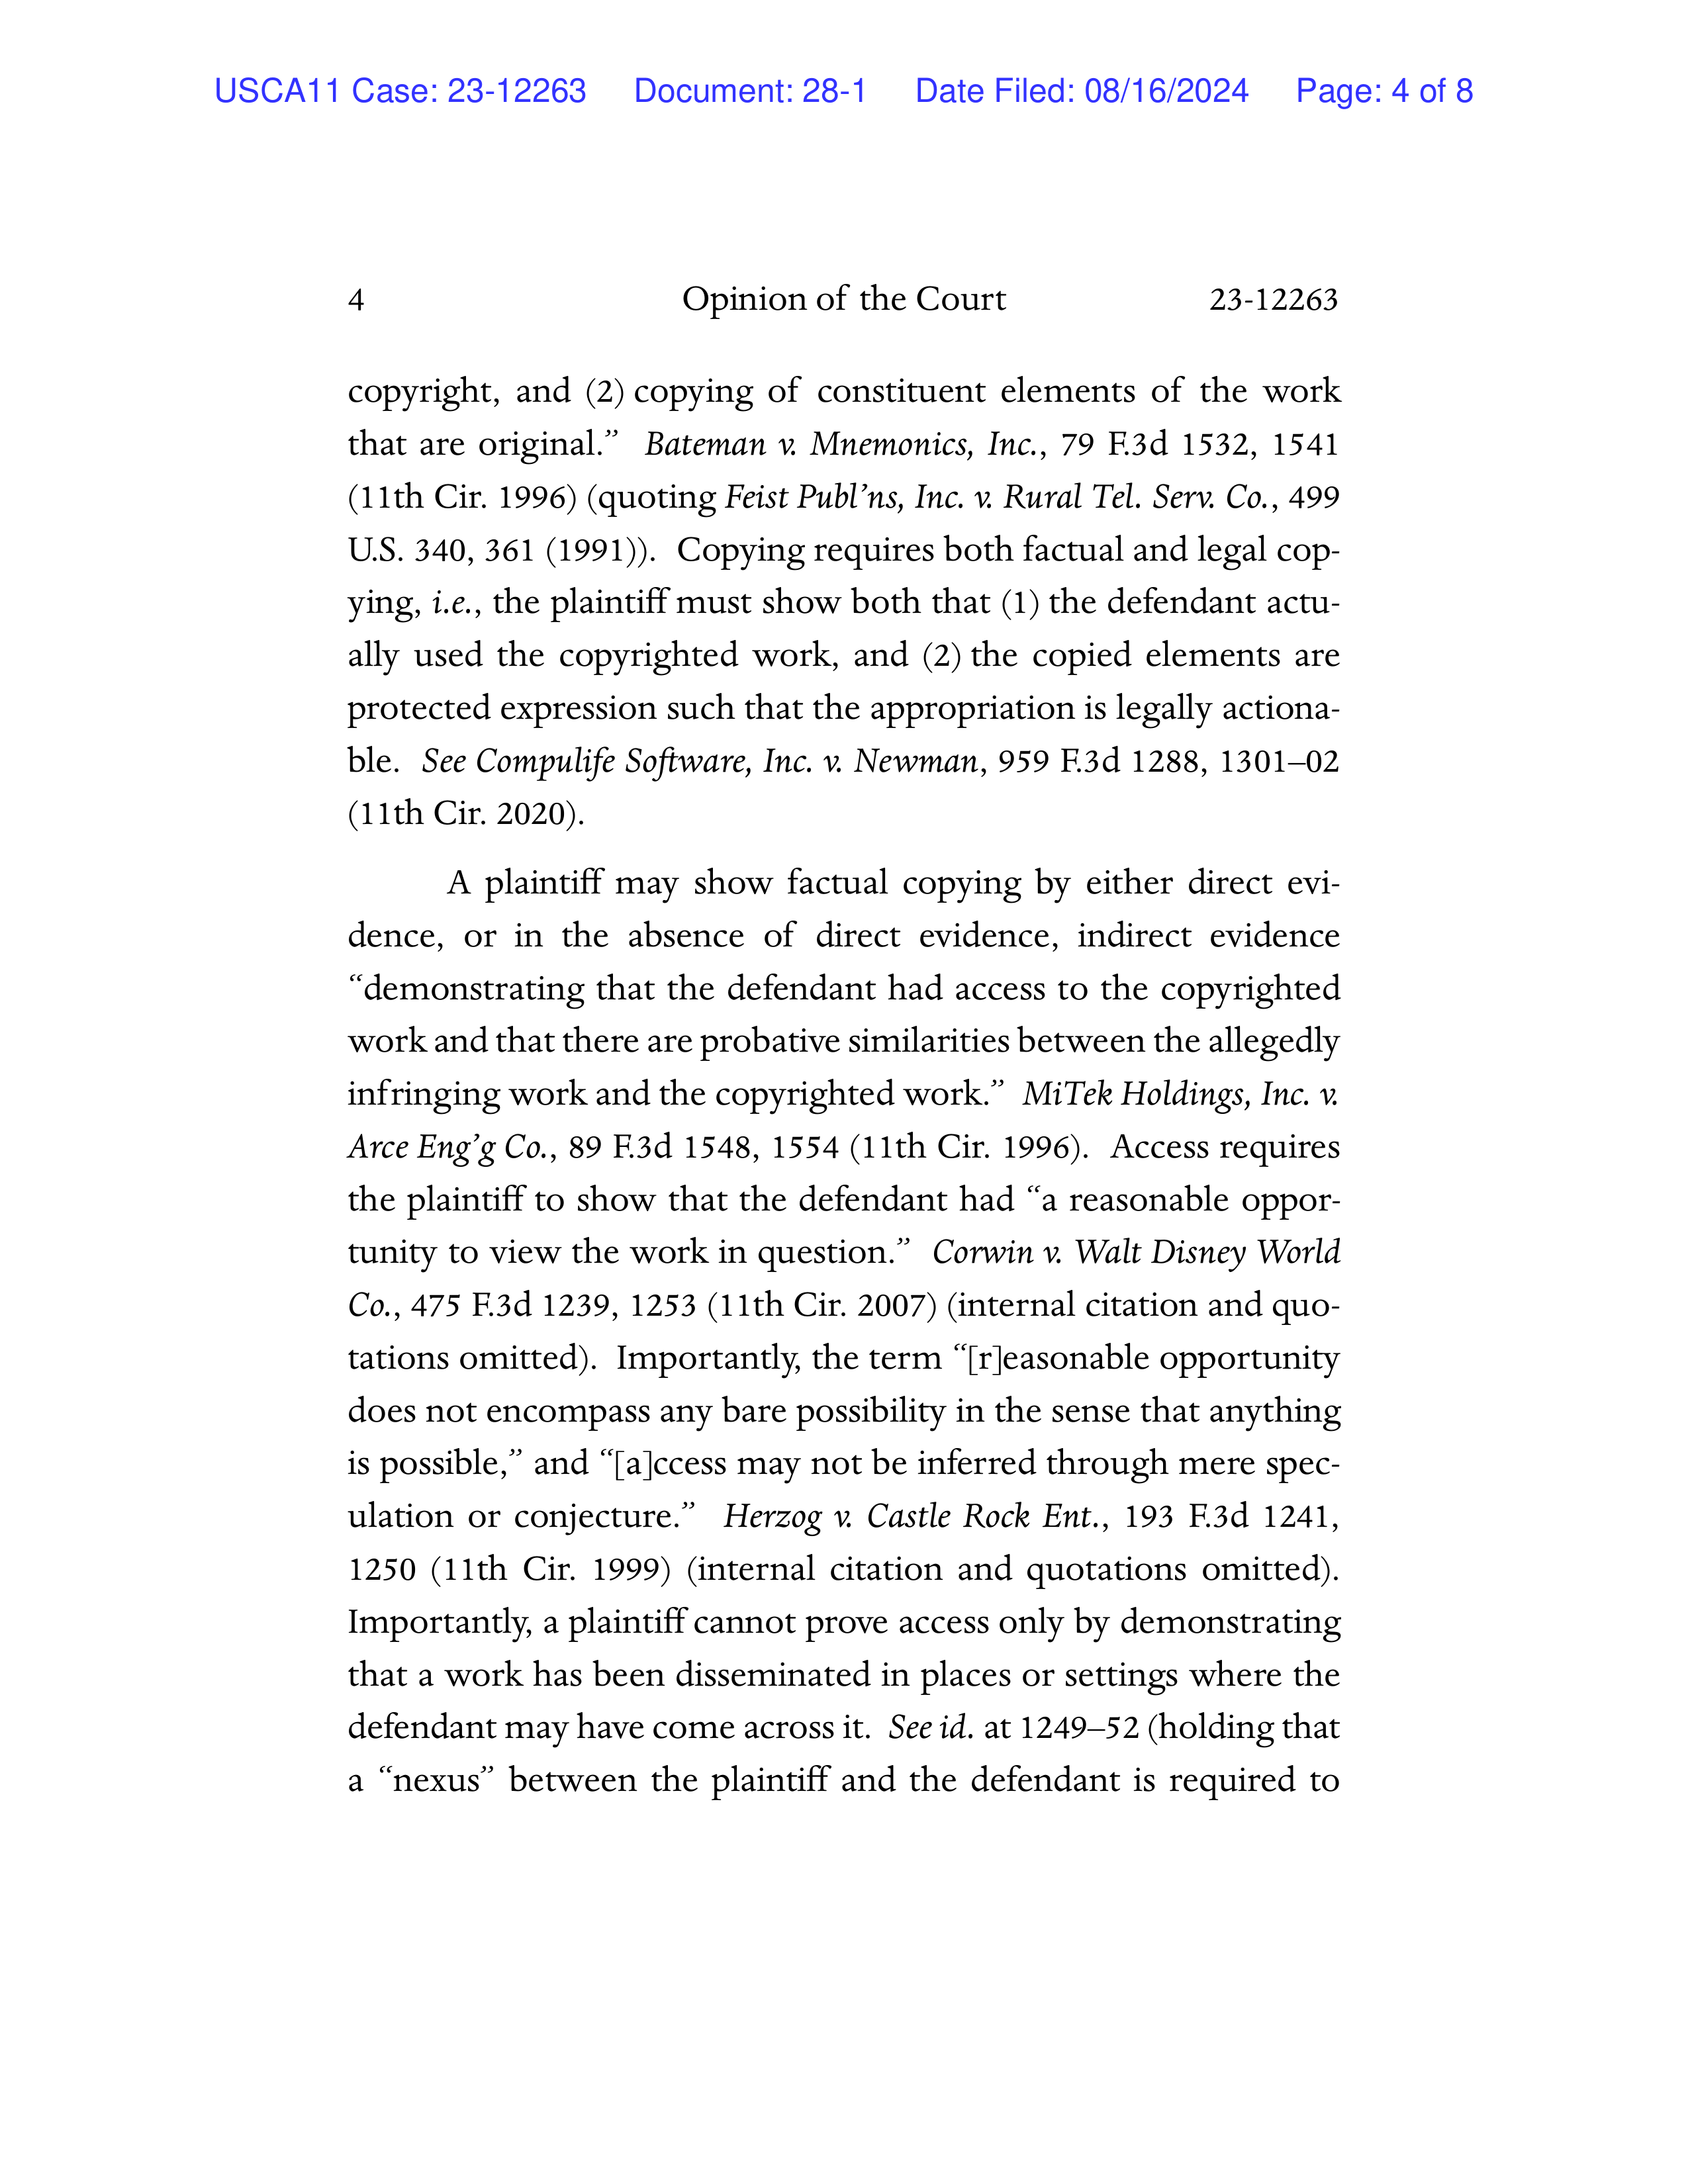 USCA11 Case: 23-12263 Document: 28-1 Date Filed: 08/16/2024 Page: 4 of 8
4 Opinion of the Court 23-12263
copyright, and (2) copying of constituent elements of the work
that are original.” Bateman v. Mnemonics, Inc., 79 F.3d 1532, 1541
(11th Cir. 1996) (quoting Feist Publ’ns, Inc. v. Rural Tel. Serv. Co., 499
U.S. 340, 361 (1991)). Copying requires both factual and legal cop-
ying, i.e., the plaintiff must show both that (1) the defendant actu-
ally used the copyrighted work, and (2) the copied elements are
protected expression such that the appropriation is legally actiona-
ble. See Compulife Software, Inc. v. Newman, 959 F.3d 1288, 1301–02
(11th Cir. 2020).
A plaintiff may show factual copying by either direct evi-
dence, or in the absence of direct evidence, indirect evidence
“demonstrating that the defendant had access to the copyrighted
work and that there are probative similarities between the allegedly
infringing work and the copyrighted work.” MiTek Holdings, Inc. v.
Arce Eng’g Co., 89 F.3d 1548, 1554 (11th Cir. 1996). Access requires
the plaintiff to show that the defendant had “a reasonable oppor-
tunity to view the work in question.” Corwin v. Walt Disney World
Co., 475 F.3d 1239, 1253 (11th Cir. 2007) (internal citation and quo-
tations omitted). Importantly, the term “[r]easonable opportunity
does not encompass any bare possibility in the sense that anything
is possible,” and “[a]ccess may not be inferred through mere spec-
ulation or conjecture.” Herzog v. Castle Rock Ent., 193 F.3d 1241,
1250 (11th Cir. 1999) (internal citation and quotations omitted).
Importantly, a plaintiff cannot prove access only by demonstrating
that a work has been disseminated in places or settings where the
defendant may have come across it. See id. at 1249–52 (holding that
a “nexus” between the plaintiff and the defendant is required to